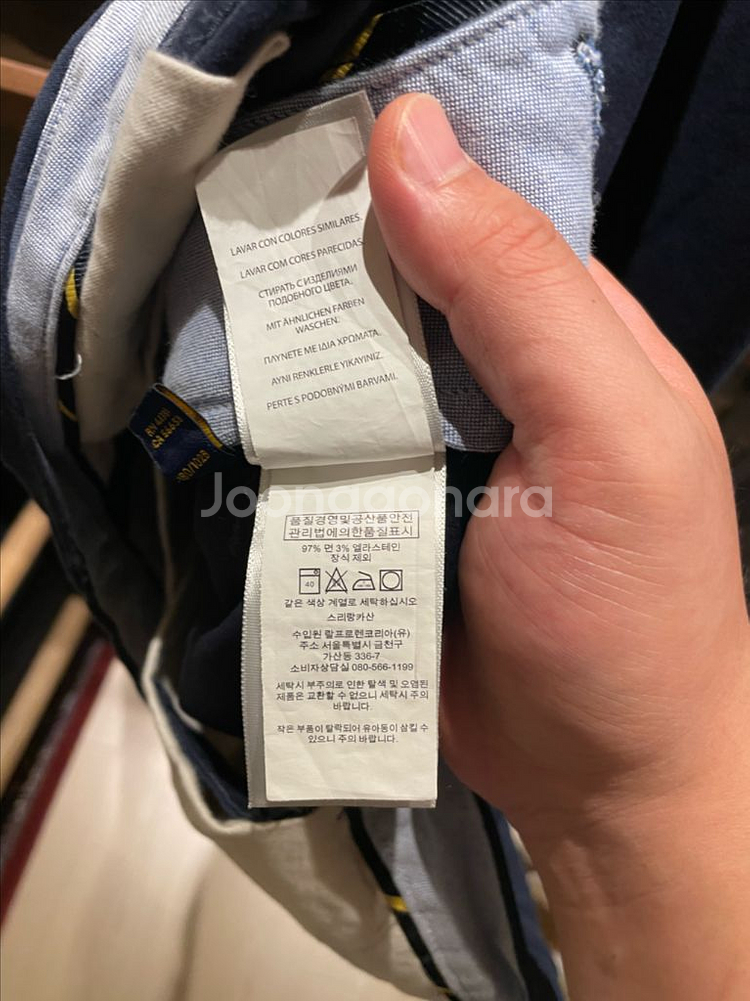 LAVAR CON COLORES SIMILARES.
LAVAR COM CORES PARECIDAS.
СТИРАТЬ С ИЗДЕЛИЯМИ
ПОДОБНОГО ЦВЕТА.
MIT ÄHNLICHEN FARBEN
WASCHEN.
ΠΛΥΝΕΤΕ ΜΕ ΙΔΙΑ ΧΡΩΜΑΤΑ.
AYNI RENKLERLE YIKAYINIZ.
PERTE S PODOBNÝMI BARVAMI.
RN 41381
Joonggonara
품질경영및공산품안전
관리법에의한품질표시
97% 면 3% 엘라스테인
장식 제외
40
같은 색상 계열로 세탁하십시오
스리랑카산
수입원 랄프로렌코리아(유)
주소 서울특별시 금천구
가산동 336-7
소비자상담실 080-566-1199
세탁시 부주의로 인한 탈색 및 오염된
제품은 교환할 수 없으니 세탁시 주의
바랍니다.
작은 부품이 탈락되어 유아동이 삼킬 수
있으니 주의 바랍니다.